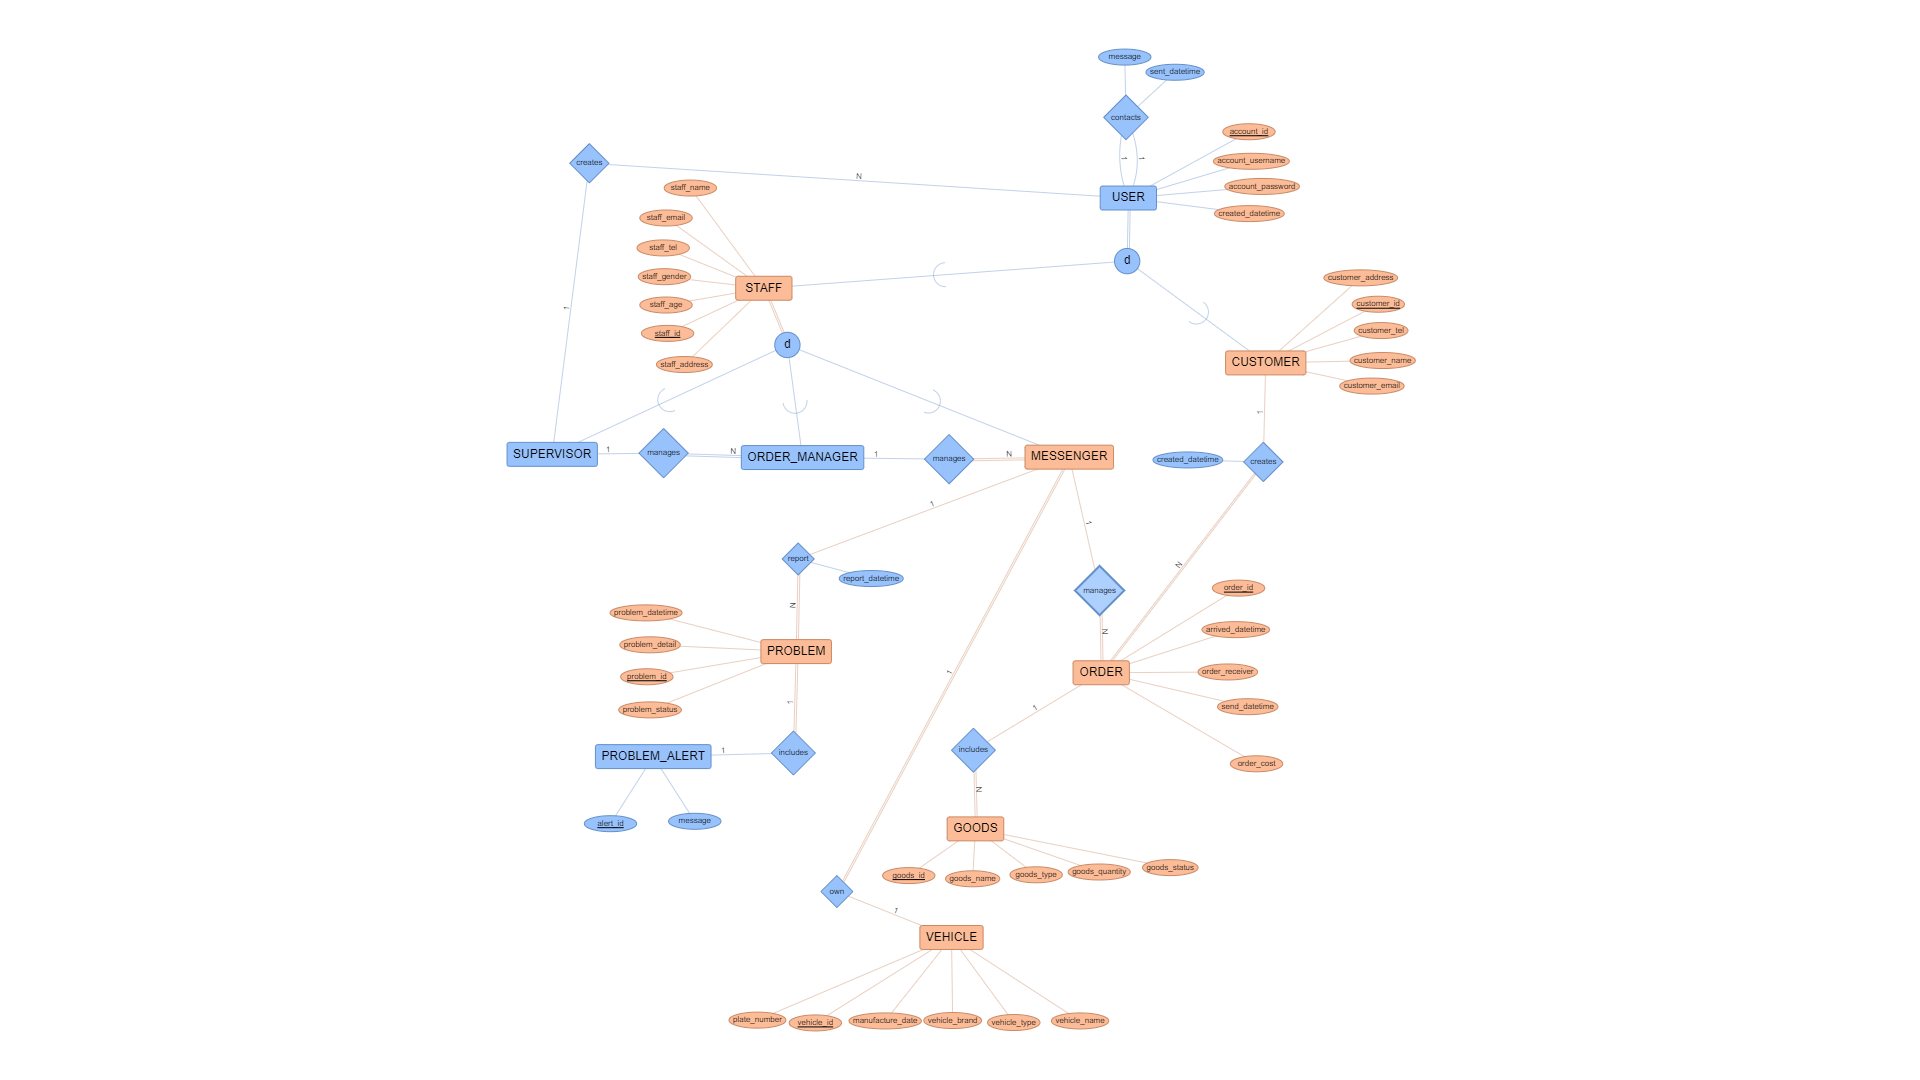 message
sent_datetime
contacts
account_id
1
1
account_username
creates
N
account_password
staff_name
USER
created_datetime
staff_email
staff_tel
d
staff_gender
STAFF
customer_address
staff_age
customer_id
1
staff_id
customer_tel
d
staff_address
CUSTOMER
customer_name
customer_email
1
SUPERVISOR
1
manages
N
ORDER_MANAGER
1
manages
N
MESSENGER
created_datetime
creates
1
1
report
report_datetime
N
manages
order_id
problem_datetime
N
N
arrived_datetime
problem_detail
PROBLEM
1
ORDER
order_receiver
problem_id
problem_status
1
1
send_datetime
PROBLEM_ALERT
1
includes
includes
order_cost
N
alert_id
message
GOODS
goods_id
goods_name
goods_type
goods_quantity
goods_status
own
1
VEHICLE
plate_number
vehicle_id
manufacture_date
vehicle_brand
vehicle_type
vehicle_name